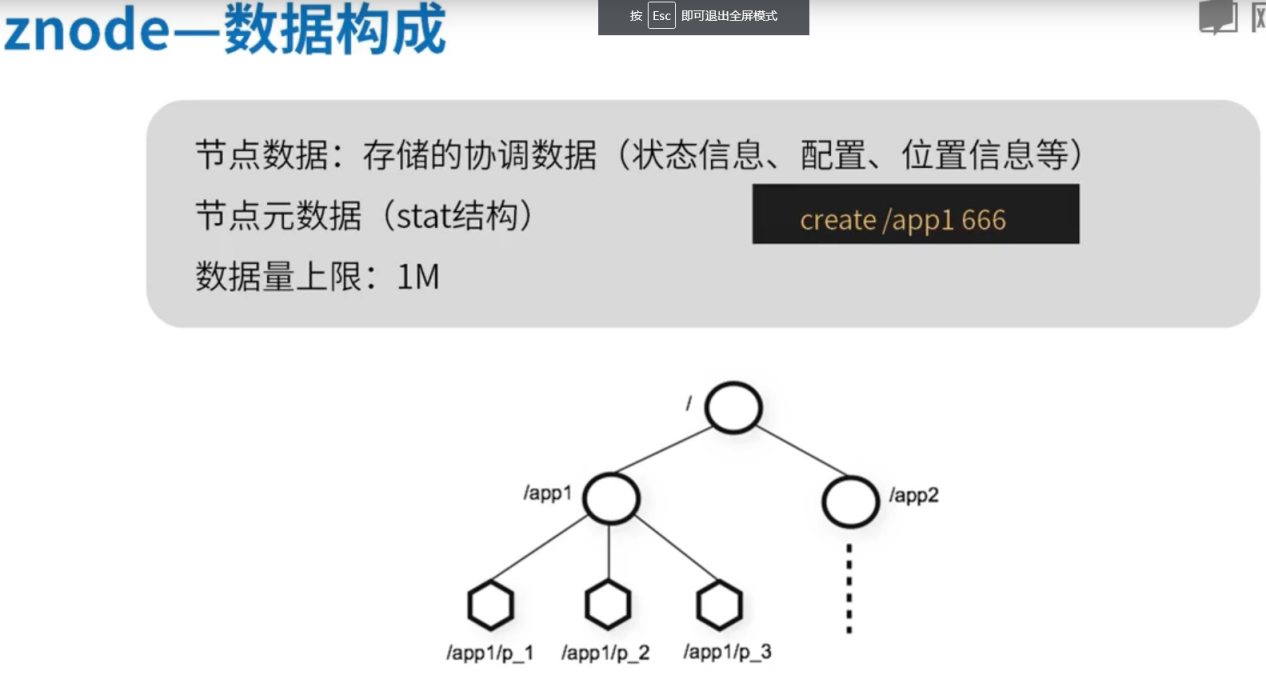 按 Esc 即可退出全屏模式
znode—数据构成
节点数据：存储的协调数据（状态信息、配置、位置信息等）
节点元数据（stat结构）
create /app1 666
数据量上限：1M
/
/app1
/app2
/app1/p_1
/app1/p_2
/app1/p_3